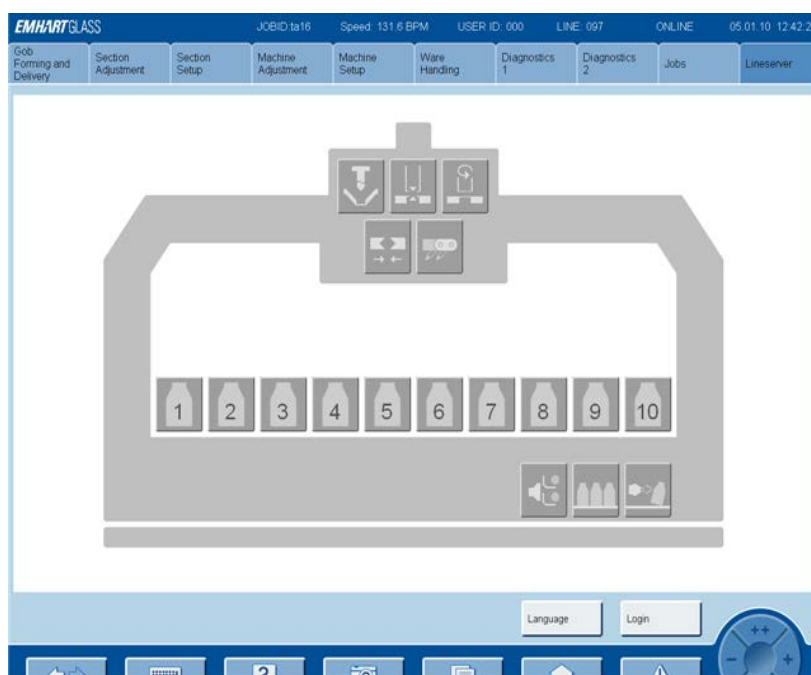 EMHART GLASS JOBID:ta16 Speed: 131.6 BPM USER ID: 000 LINE: 097 ONLINE 05.01.10 12:42:2
Gob Forming and Delivery
Section Adjustment
Section Setup
Machine Adjustment
Machine Setup
Ware Handling
Diagnostics 1
Diagnostics 2
Jobs
Lineserver
1 2 3 4 5 6 7 8 9 10
Language Login
++
- +
?